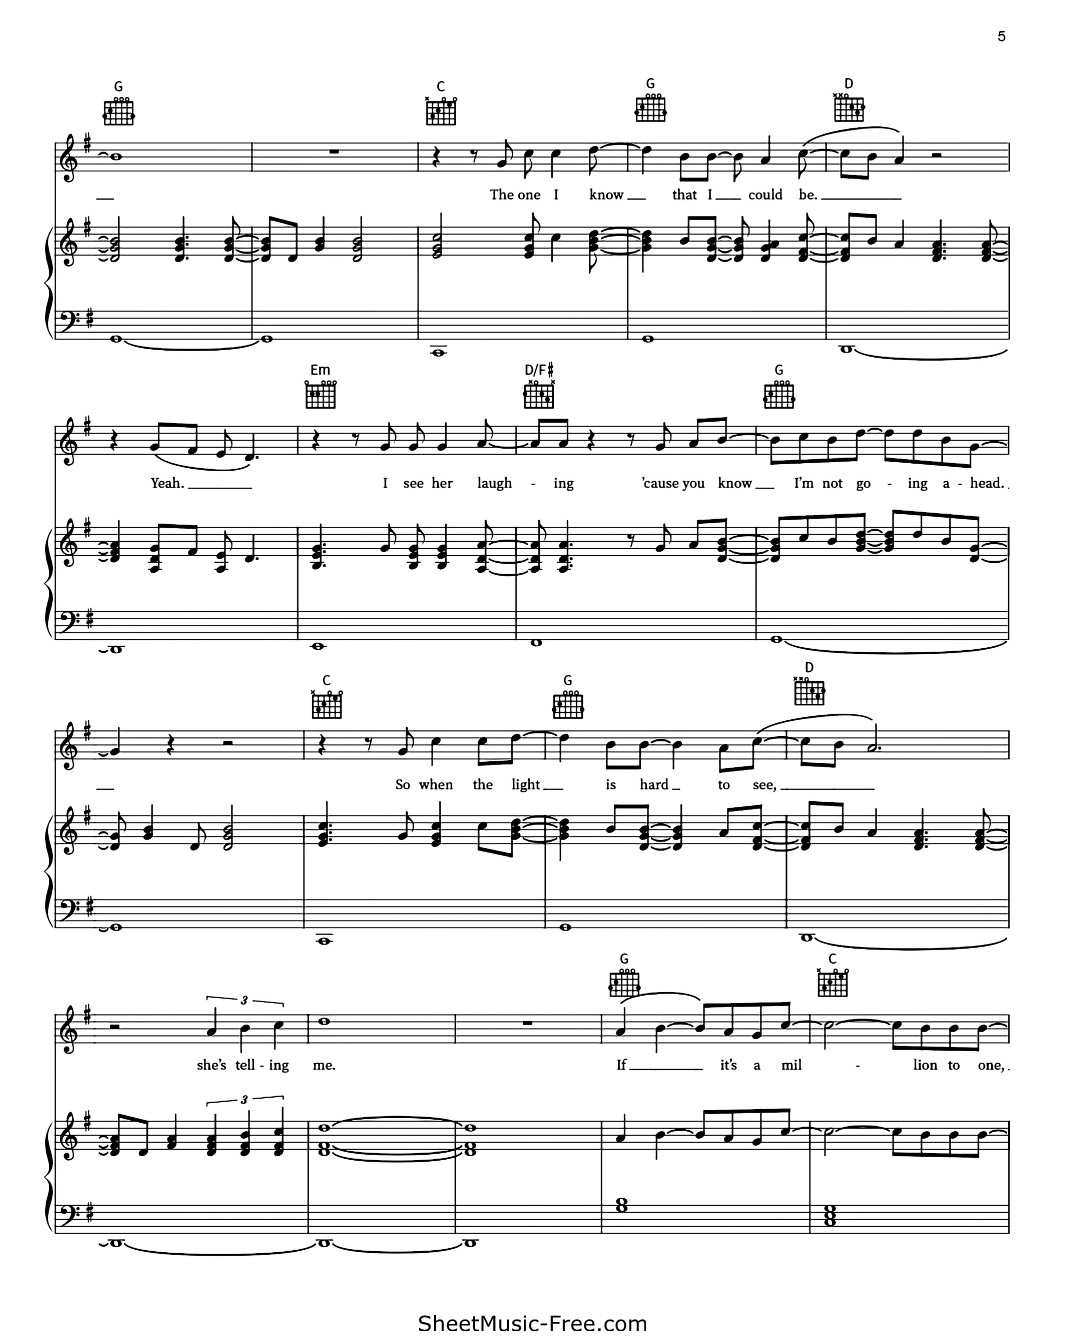 5
G C G D
The one I know that I could be.
Em D/F# G
Yeah. I see her laugh - ing 'cause you know I'm not go - ing a - head.
C G D
So when the light is hard to see,
G C
3
she's tell - ing me. If it's a mil - lion to one,
3
SheetMusic-Free.com